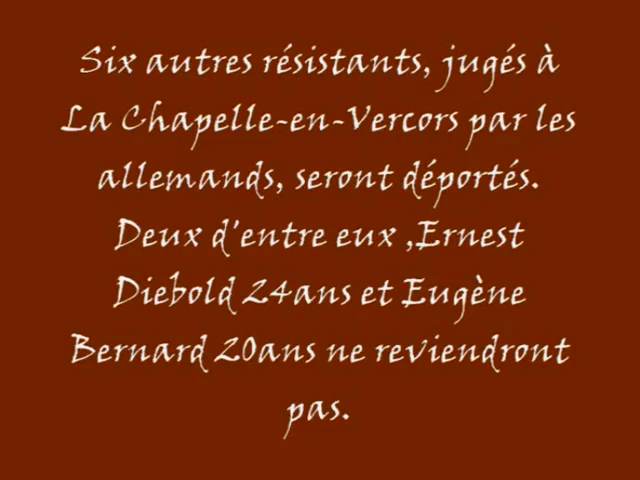 Six autres résistants, jugés à
La Chapelle-en-Vercors par les
allemands, seront déportés.
Deux d'entre eux ,Ernest
Diebold 24ans et Eugène
Bernard 20ans ne reviendront
pas.